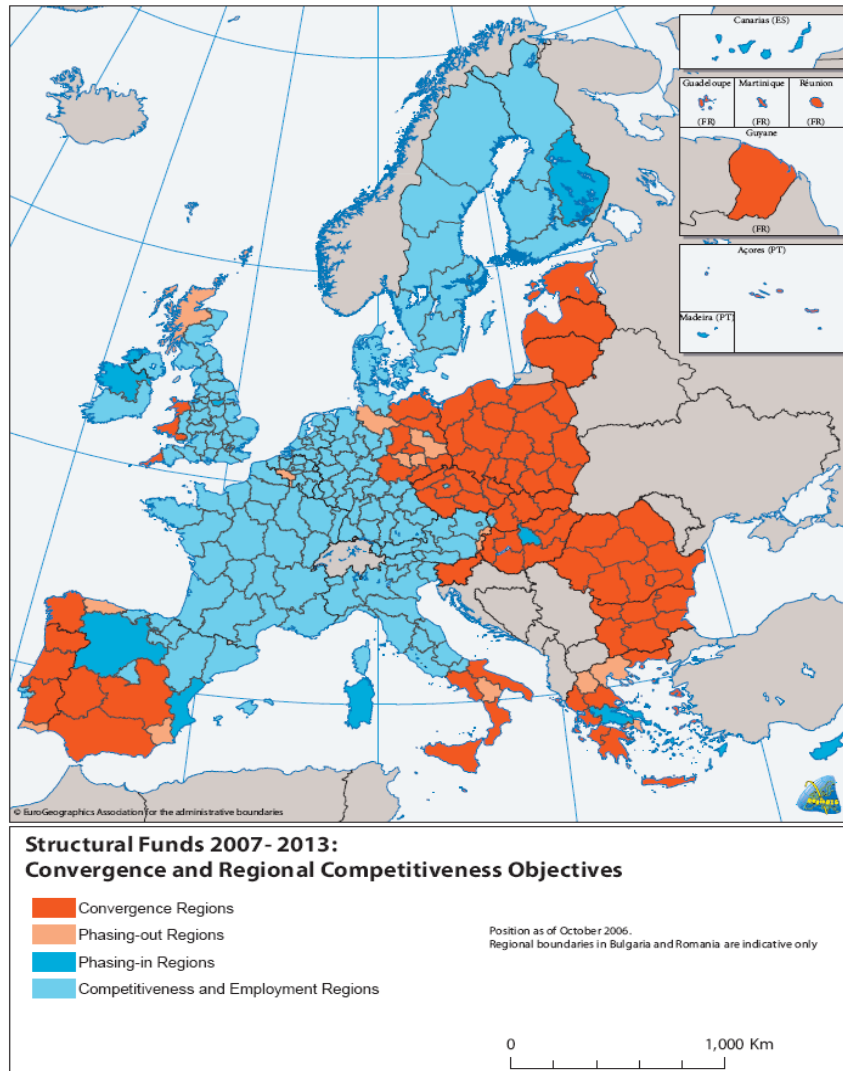 Canarias (ES)
Guadeloupe Martinique Réunion
(FR) (FR) (FR)
Guyane
(FR)
Açores (PT)
Madeira (PT)
© EuroGeographics Association for the administrative boundaries
Structural Funds 2007- 2013:
Convergence and Regional Competitiveness Objectives
Convergence Regions
Phasing-out Regions
Phasing-in Regions
Competitiveness and Employment Regions
Position as of October 2006.
Regional boundaries in Bulgaria and Romania are indicative only
0 1,000 Km